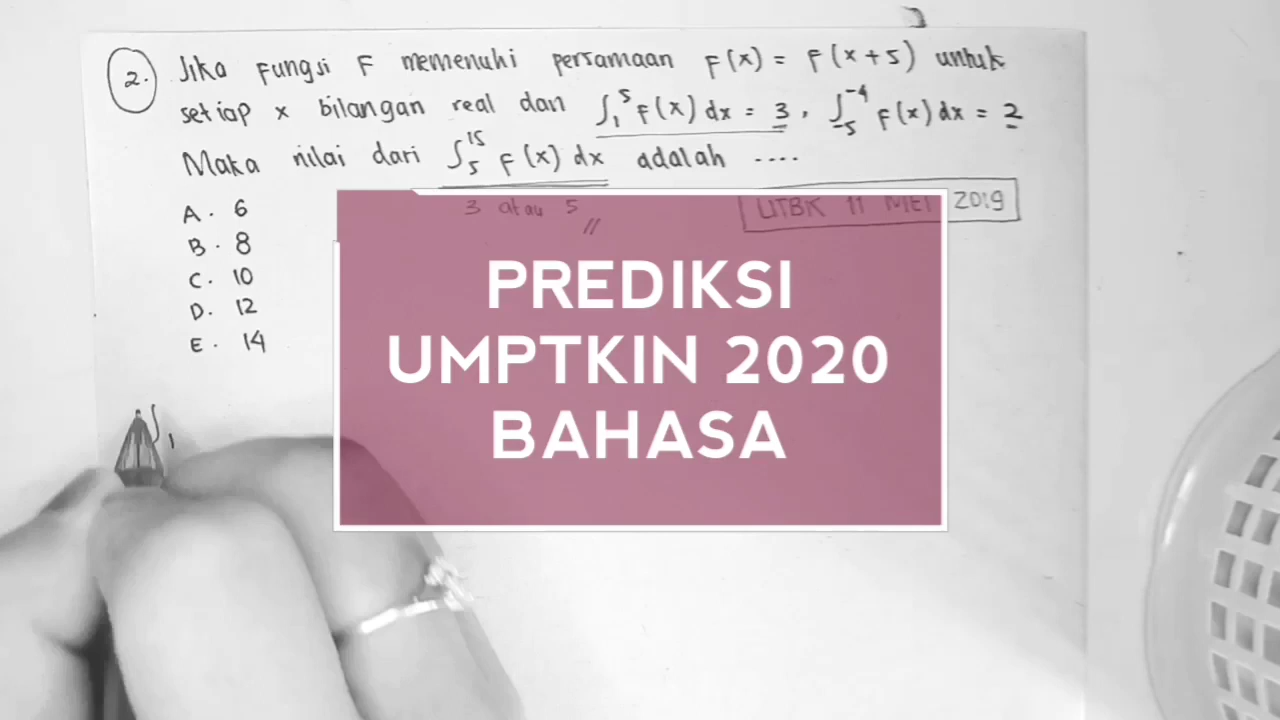 2. Jika fungsi F memenuhi persamaan F(x) = F(x+5) untuk
setiap x bilangan real dan ∫₁⁵ F(x) dx = 3, ∫₋₅⁻⁴ F(x) dx = 2
Maka nilai dari ∫₅¹⁵ F(x) dx adalah ....
A. 6
3 atau 5
UTBK 11 MEI 2019
B. 8
C. 10
D. 12
E. 14
PREDIKSI
UMPTKIN 2020
BAHASA
∫₁